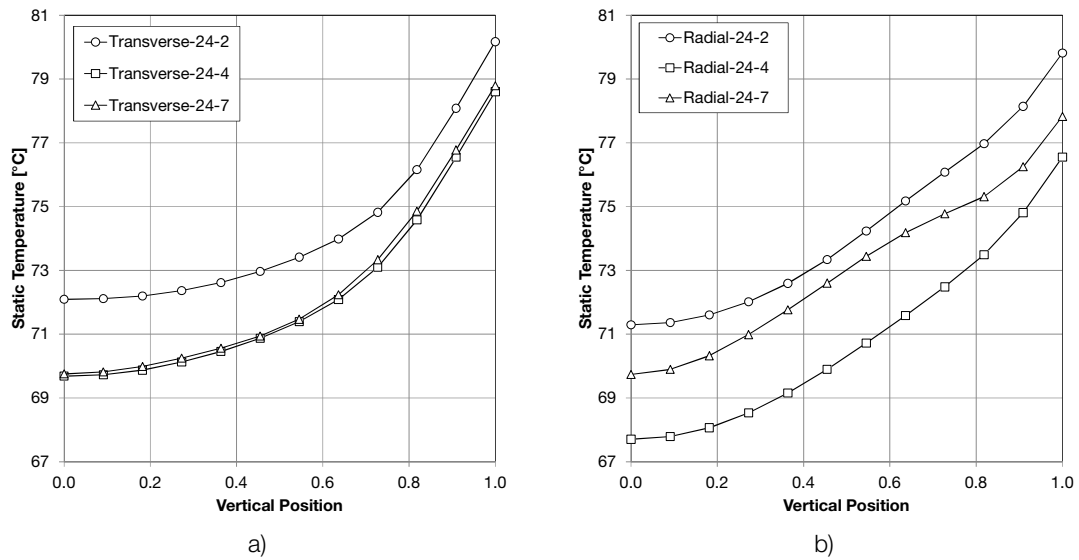 81
79
77
75
73
71
69
67
Static Temperature [°C]
Transverse-24-2
Transverse-24-4
Transverse-24-7
0.0 0.2 0.4 0.6 0.8 1.0
Vertical Position
a)
81
79
77
75
73
71
69
67
Static Temperature [°C]
Radial-24-2
Radial-24-4
Radial-24-7
0.0 0.2 0.4 0.6 0.8 1.0
Vertical Position
b)